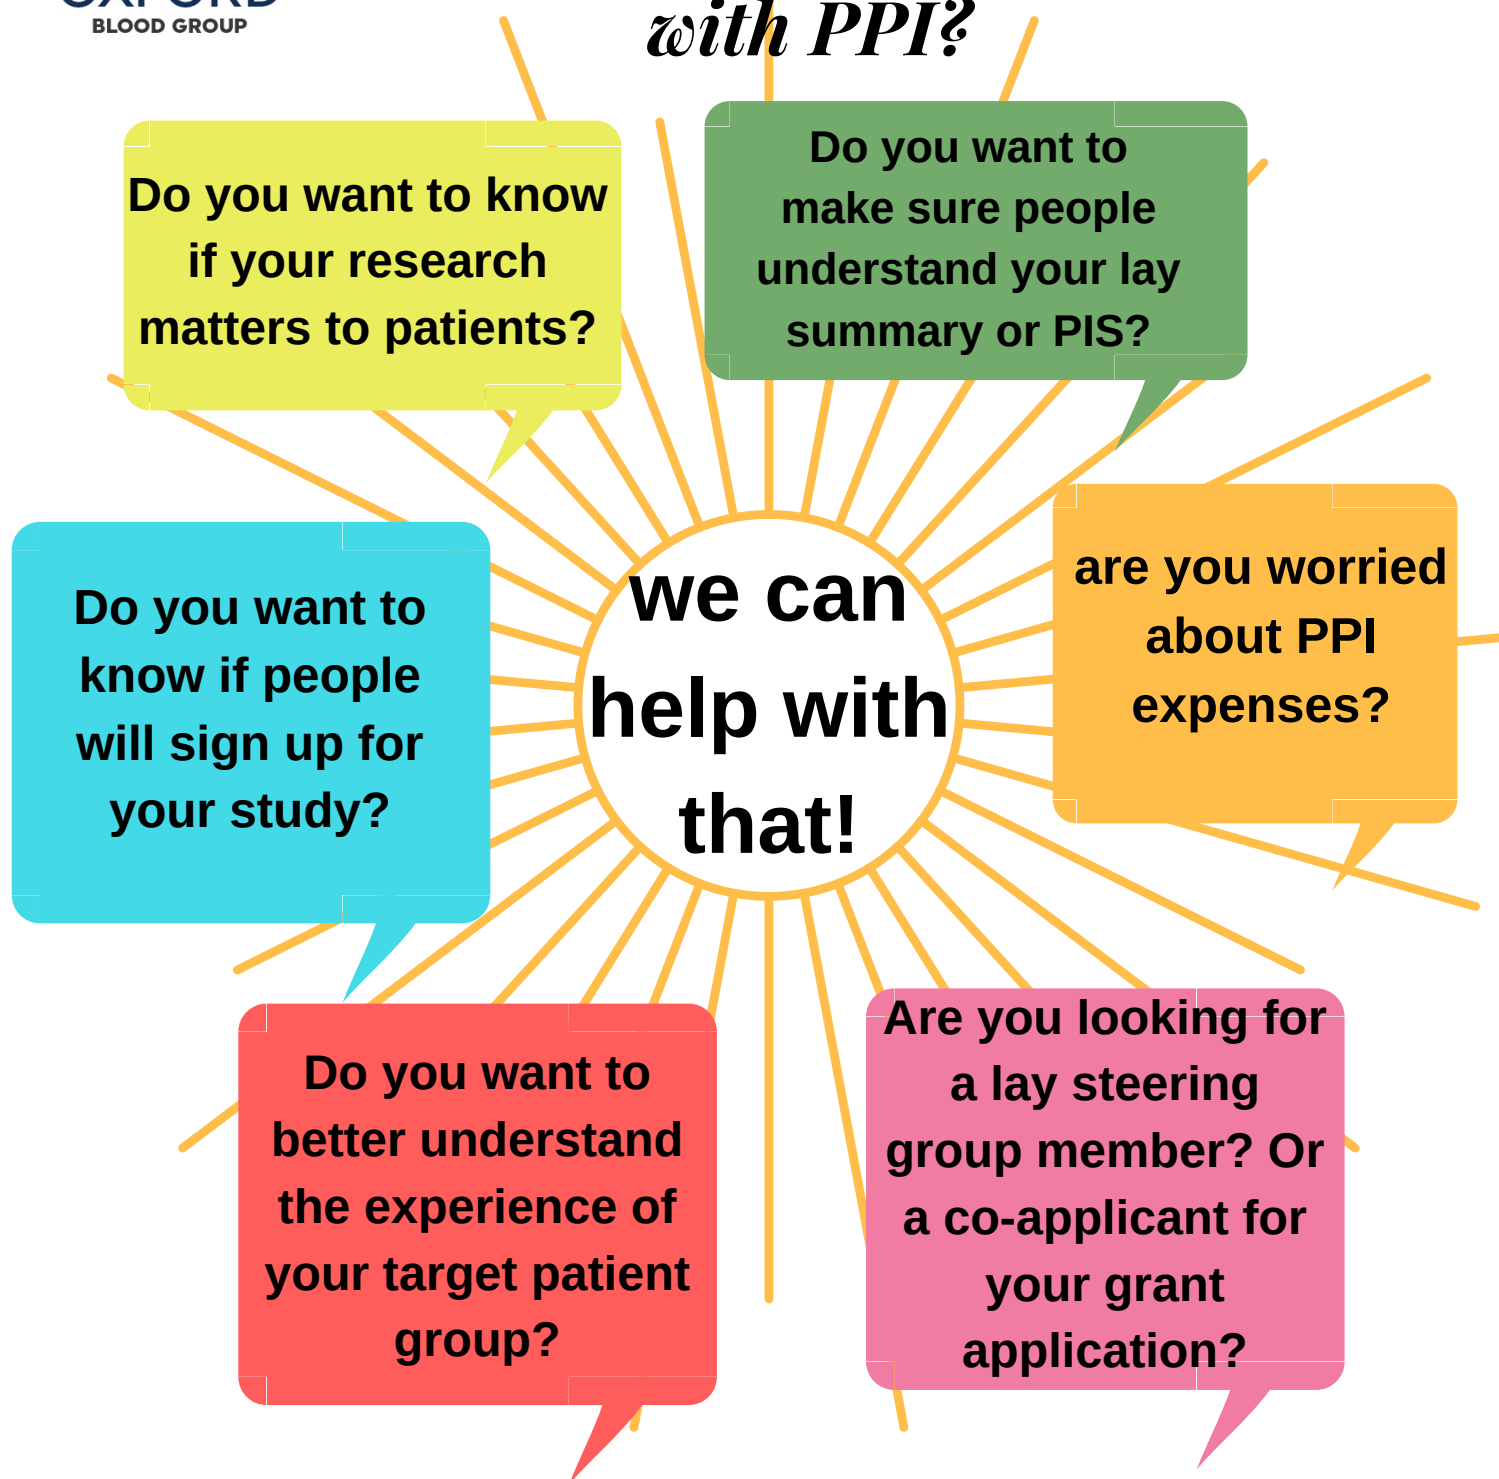 OXFORD
BLOOD GROUP
with PPI?
Do you want to know
if your research
matters to patients?
Do you want to
make sure people
understand your lay
summary or PIS?
Do you want to
know if people
will sign up for
your study?
we can
help with
that!
are you worried
about PPI
expenses?
Do you want to
better understand
the experience of
your target patient
group?
Are you looking for
a lay steering
group member? Or
a co-applicant for
your grant
application?